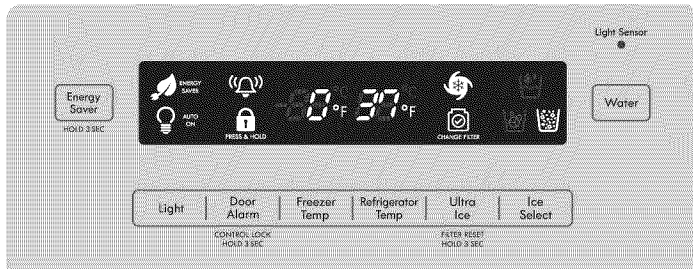 Light Sensor
Energy
Saver
HOLD 3 SEC
ENERGY
SAVER
AUTO
ON
PRESS & HOLD
0°F 37°F
CHANGE FILTER
Water
Light
Door
Alarm
Freezer
Temp
Refrigerator
Temp
Ultra
Ice
Ice
Select
CONTROL LOCK
HOLD 3 SEC
FILTER RESET
HOLD 3 SEC